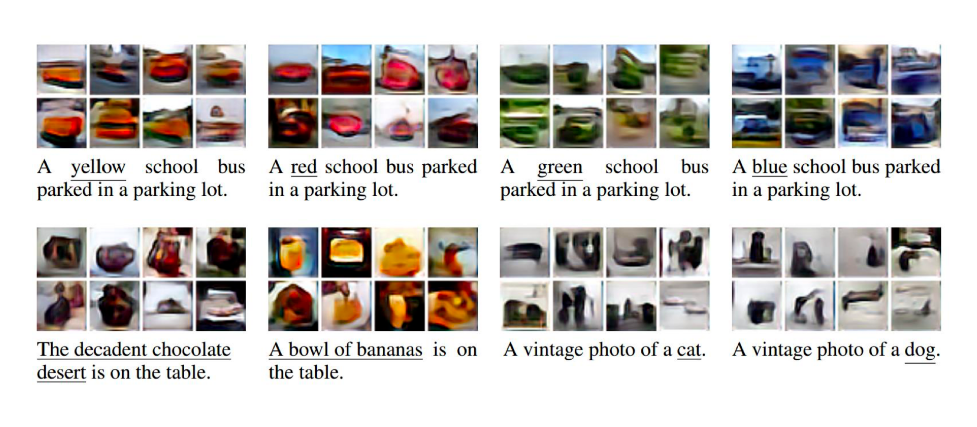 A yellow school bus
parked in a parking lot.
A red school bus parked
in a parking lot.
A green school bus
parked in a parking lot.
A blue school bus parked
in a parking lot.
The decadent chocolate
desert is on the table.
A bowl of bananas is on
the table.
A vintage photo of a cat.
A vintage photo of a dog.